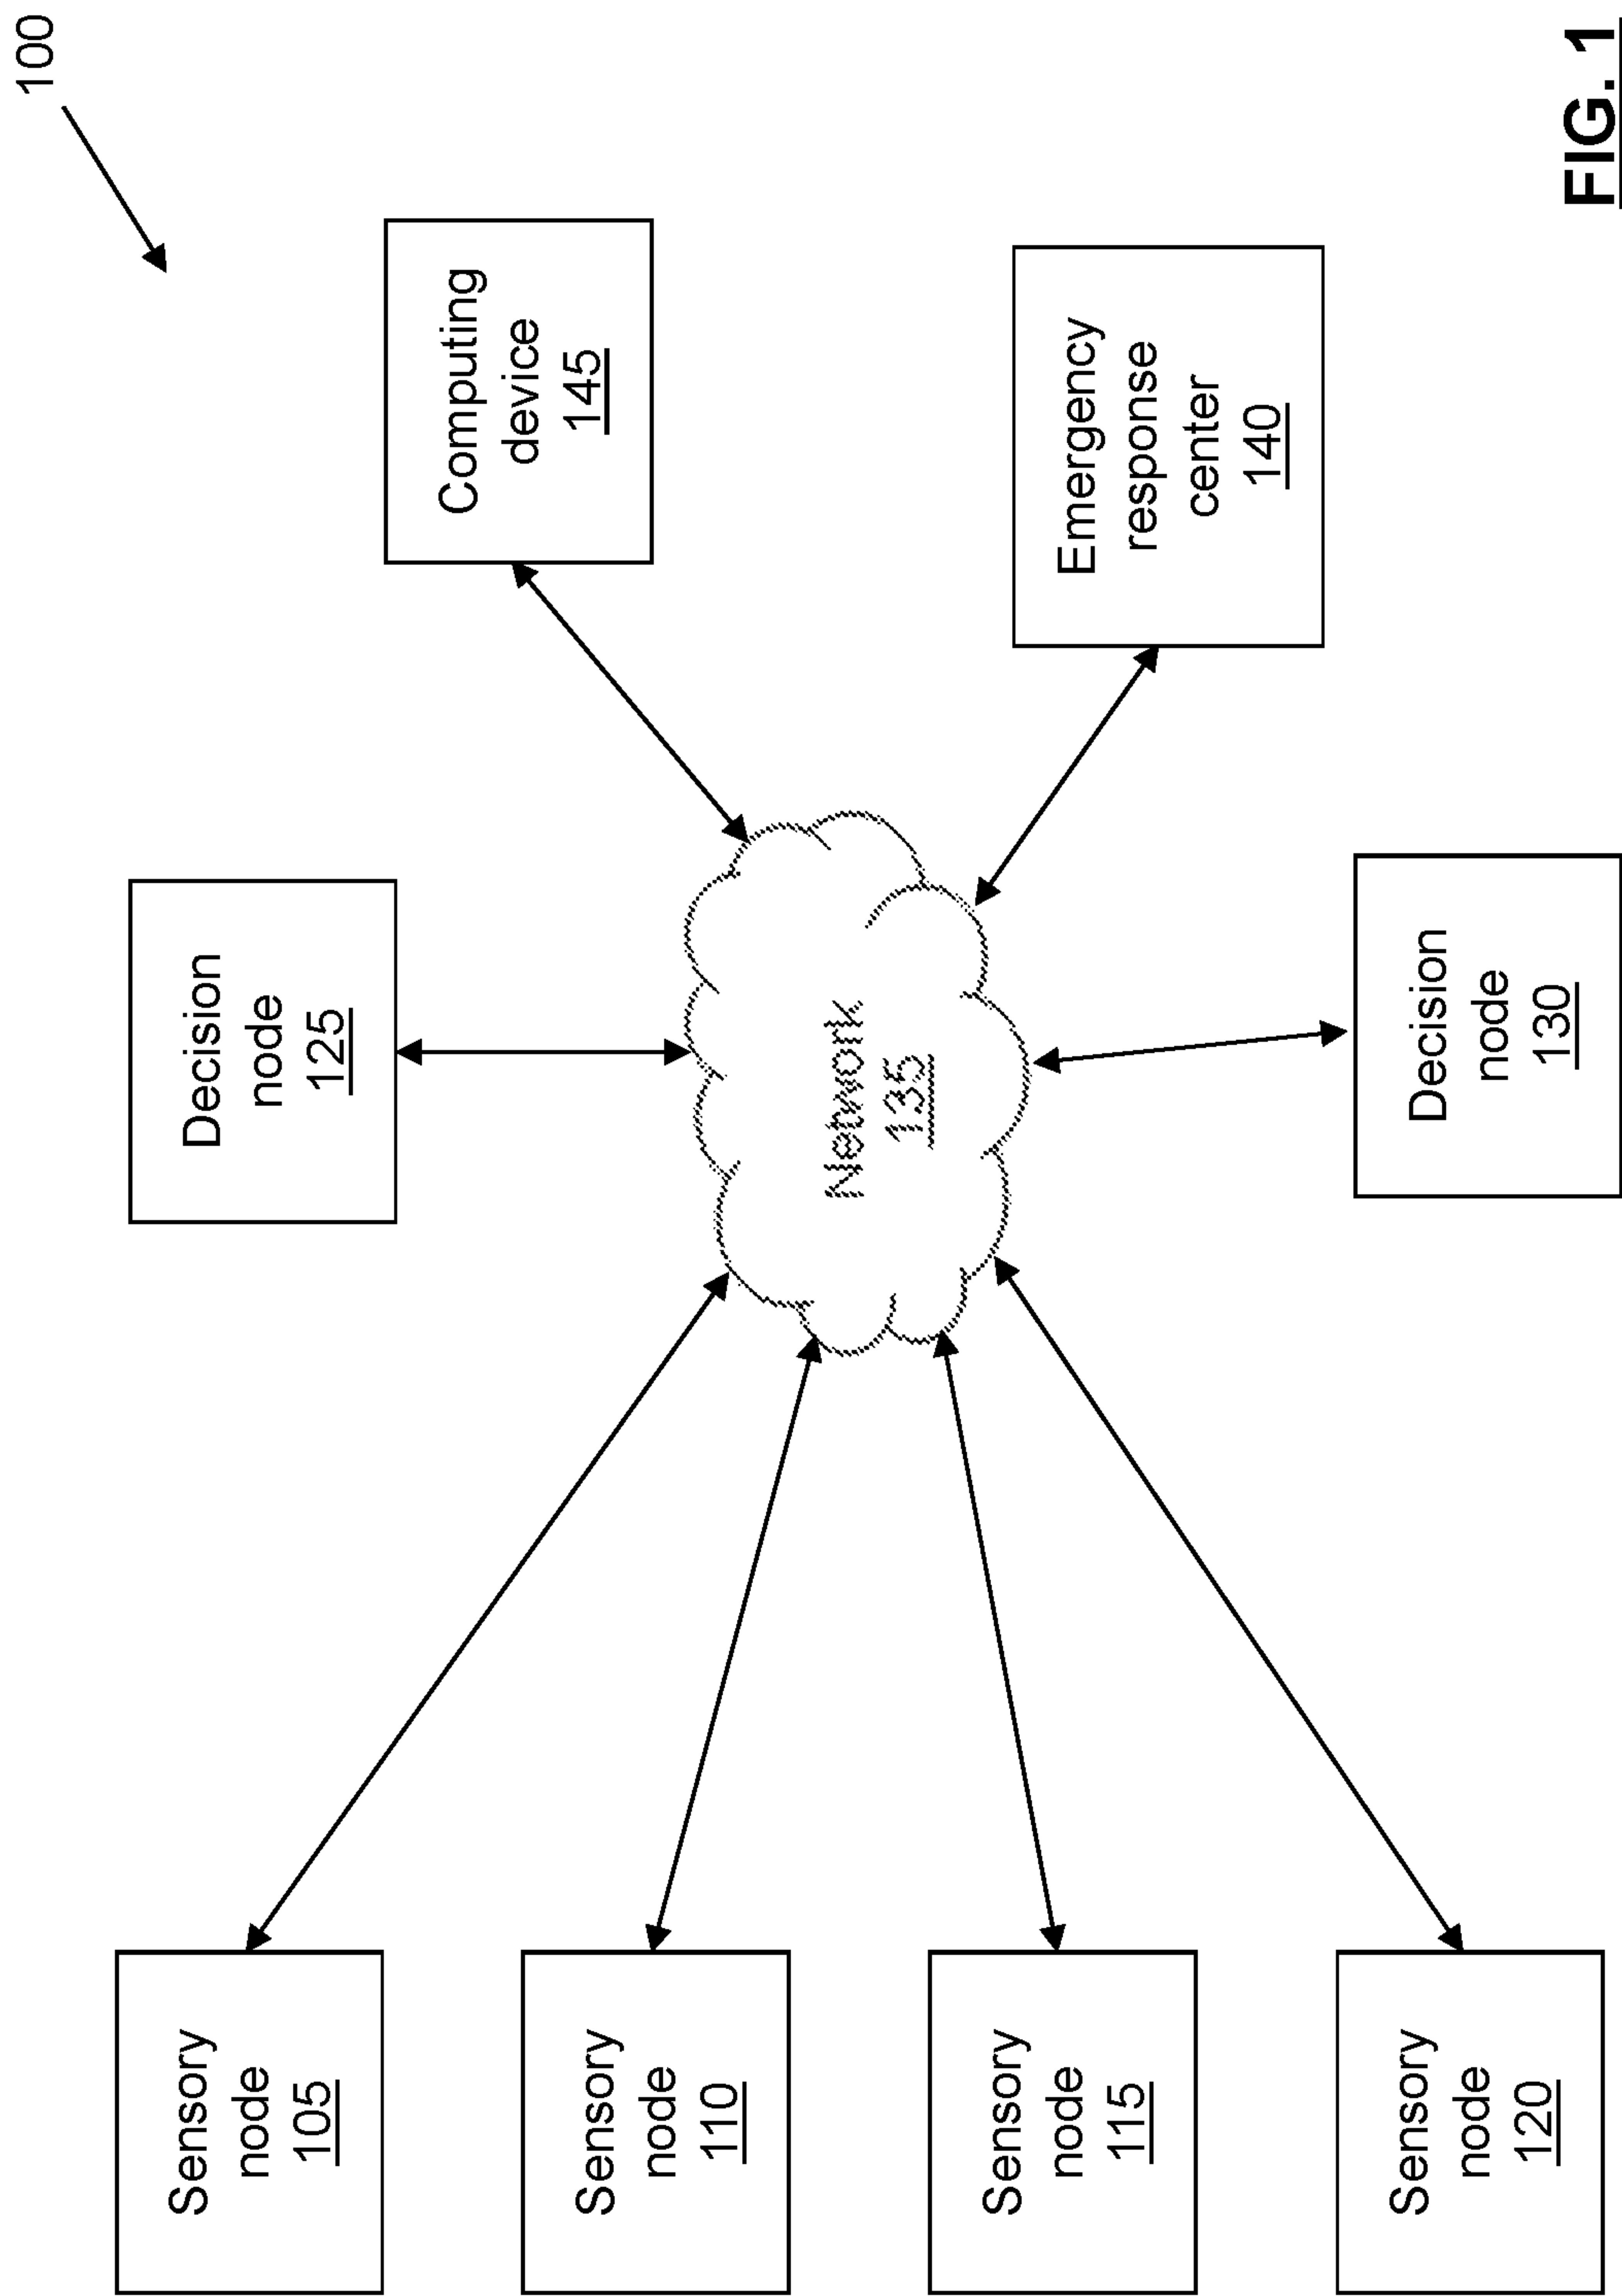 100
Decision
node
125
Computing
device
145
Sensory
node
105
Sensory
node
110
Network
135
Sensory
node
115
Emergency
response
center
140
Sensory
node
120
Decision
node
130
FIG. 1